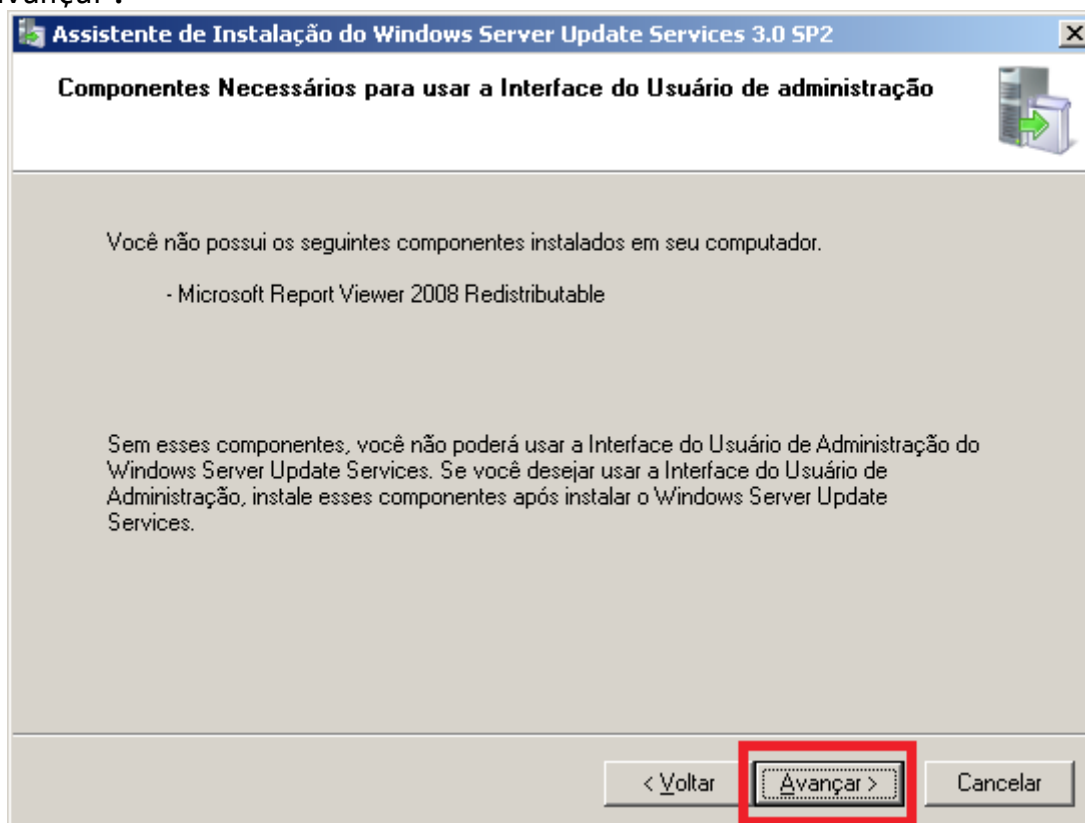 Assistente de Instalação do Windows Server Update Services 3.0 SP2
Componentes Necessários para usar a Interface do Usuário de administração
Você não possui os seguintes componentes instalados em seu computador.
- Microsoft Report Viewer 2008 Redistributable
Sem esses componentes, você não poderá usar a Interface do Usuário de Administração do
Windows Server Update Services. Se você desejar usar a Interface do Usuário de
Administração, instale esses componentes após instalar o Windows Server Update
Services.
< Voltar
Avançar >
Cancelar